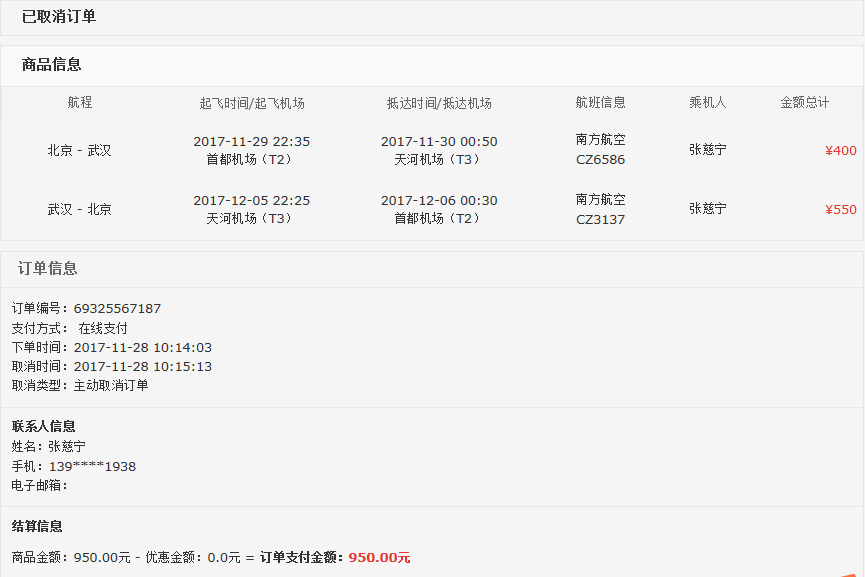 已取消订单
商品信息
航程 起飞时间/起飞机场 抵达时间/抵达机场 航班信息 乘机人 金额总计
北京 - 武汉 2017-11-29 22:35 首都机场（T2） 2017-11-30 00:50 天河机场（T3） 南方航空 CZ6586 张慈宁 ¥400
武汉 - 北京 2017-12-05 22:25 天河机场（T3） 2017-12-06 00:30 首都机场（T2） 南方航空 CZ3137 张慈宁 ¥550
订单信息
订单编号：69325567187
支付方式： 在线支付
下单时间：2017-11-28 10:14:03
取消时间：2017-11-28 10:15:13
取消类型：主动取消订单
联系人信息
姓名：张慈宁
手机：139****1938
电子邮箱：
结算信息
商品金额：950.00元 - 优惠金额：0.0元 = 订单支付金额：950.00元